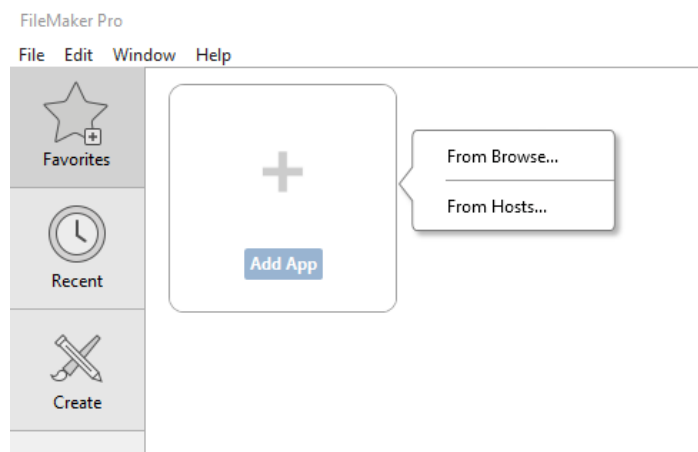 FileMaker Pro
File Edit Window Help
Favorites
From Browse...
From Hosts...
Add App
Recent
Create